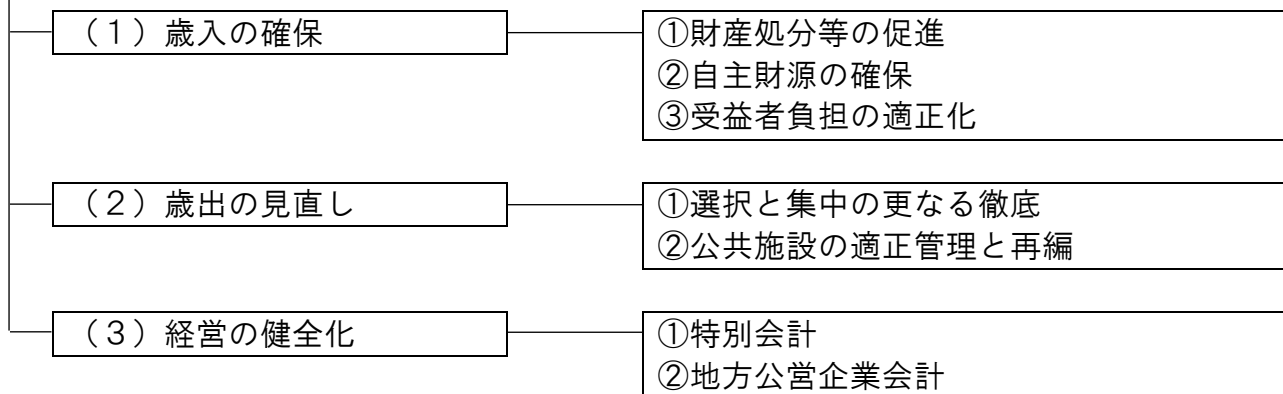 （１）歳入の確保
①財産処分等の促進
②自主財源の確保
③受益者負担の適正化
（２）歳出の見直し
①選択と集中の更なる徹底
②公共施設の適正管理と再編
（３）経営の健全化
①特別会計
②地方公営企業会計